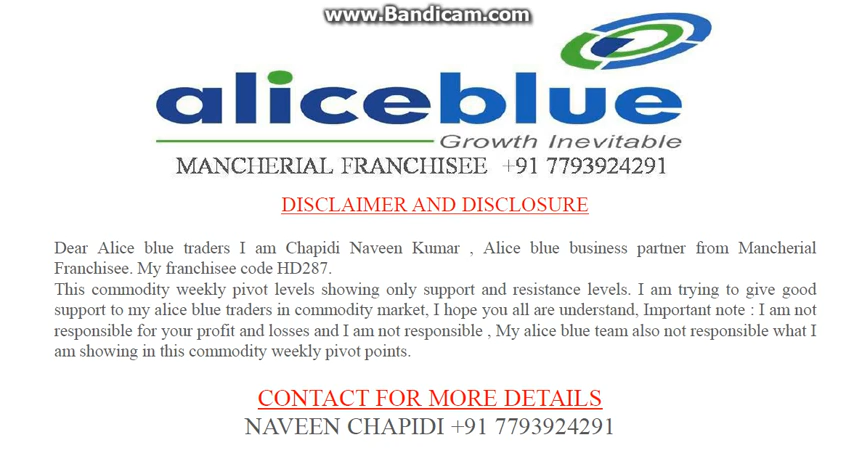 www.Bandicam.com
aliceblue
Growth Inevitable
MANCHERIAL FRANCHISEE +91 7793924291
DISCLAIMER AND DISCLOSURE
Dear Alice blue traders I am Chapidi Naveen Kumar , Alice blue business partner from Mancherial
Franchisee. My franchisee code HD287.
This commodity weekly pivot levels showing only support and resistance levels. I am trying to give good
support to my alice blue traders in commodity market, I hope you all are understand, Important note : I am not
responsible for your profit and losses and I am not responsible , My alice blue team also not responsible what I
am showing in this commodity weekly pivot points.
CONTACT FOR MORE DETAILS
NAVEEN CHAPIDI +91 7793924291